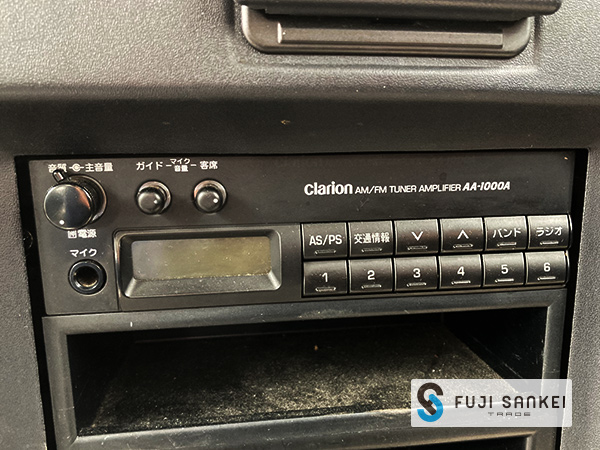 音質 主音量
ガイド マイク音量 客席
clarion AM/FM TUNER AMPLIFIER AA-1000A
電源
マイク
AS/PS 交通情報 ∨ ∧ バンド ラジオ
1 2 3 4 5 6
FUJI SANKEI
TRADE